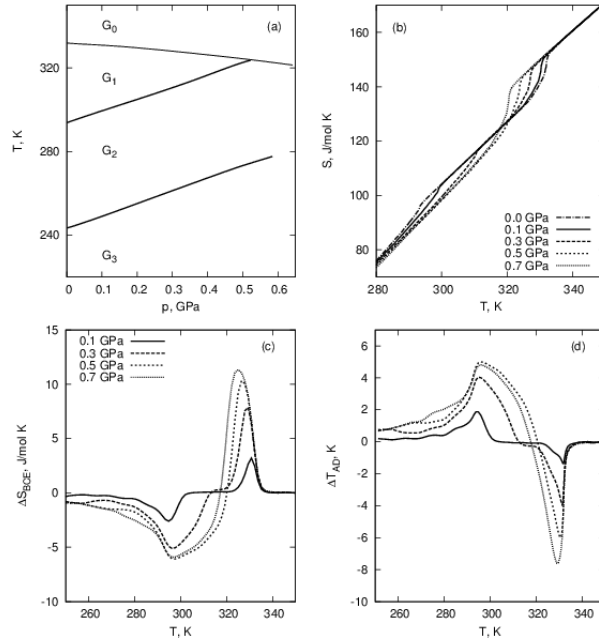 (a)
G0
G1
G2
G3
T, K
320
280
240
200
0 0.1 0.2 0.3 0.4 0.5 0.6
p, GPa
(b)
S, J/mol K
160
140
120
100
80
0.0 GPa
0.1 GPa
0.3 GPa
0.5 GPa
0.7 GPa
280 300 320 340
T, K
(c)
0.1 GPa
0.3 GPa
0.5 GPa
0.7 GPa
ΔSBCE, J/mol K
15
10
5
0
-5
-10
260 280 300 320 340
T, K
(d)
ΔTAD, K
8
6
4
2
0
-2
-4
-6
-8
-10
260 280 300 320 340
T, K